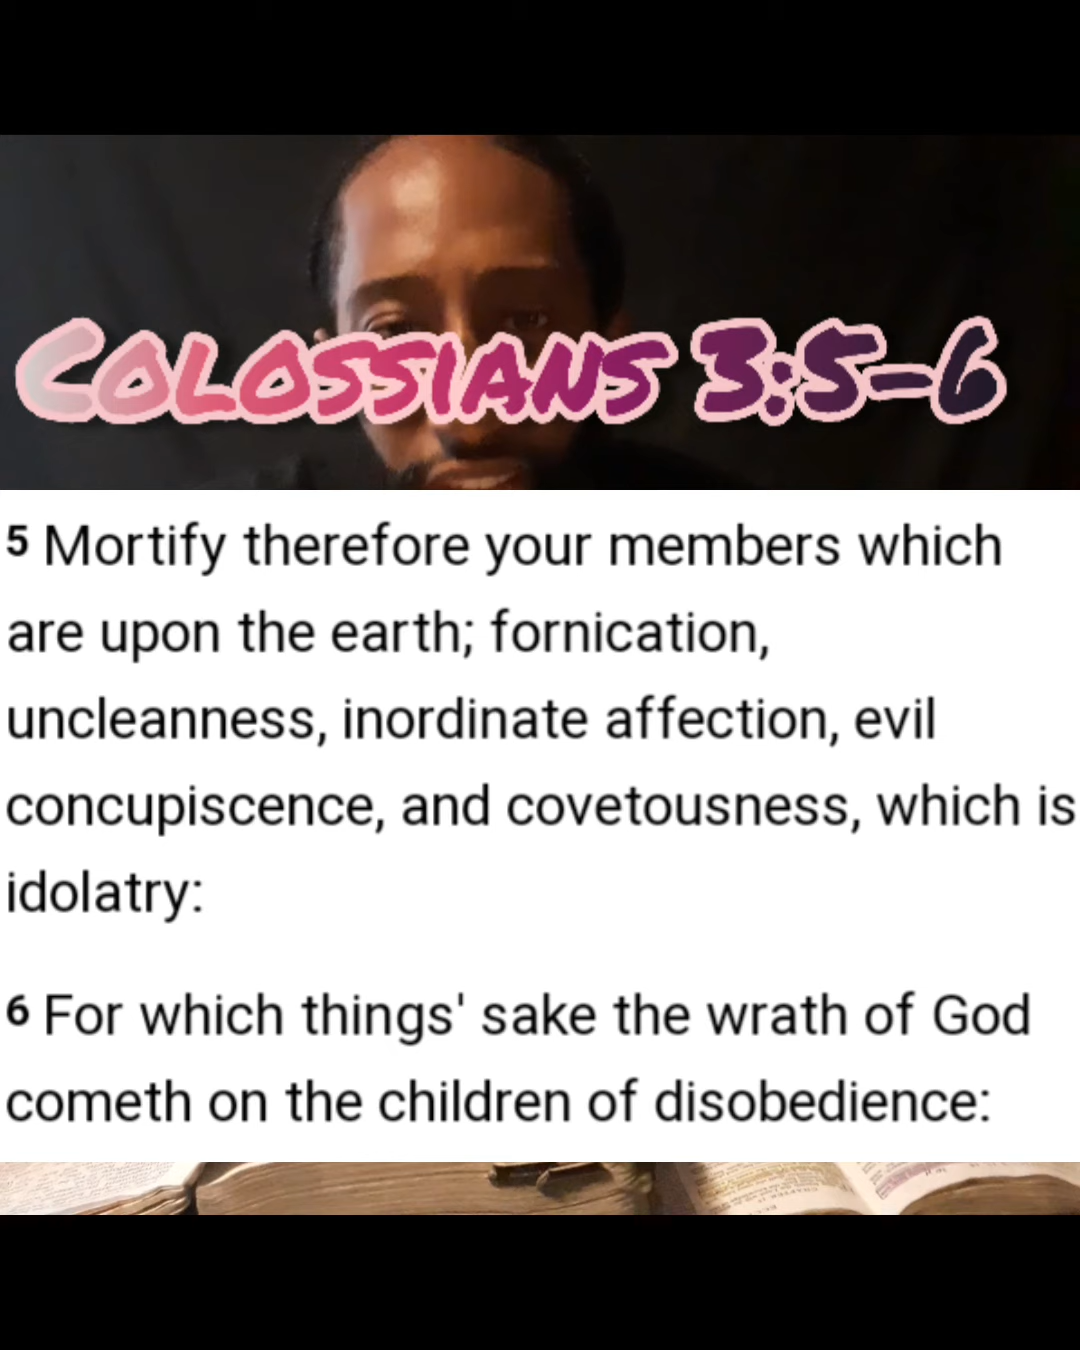 COLOSSIANS 3:5-6
5 Mortify therefore your members which
are upon the earth; fornication,
uncleanness, inordinate affection, evil
concupiscence, and covetousness, which is
idolatry:
6 For which things' sake the wrath of God
cometh on the children of disobedience: